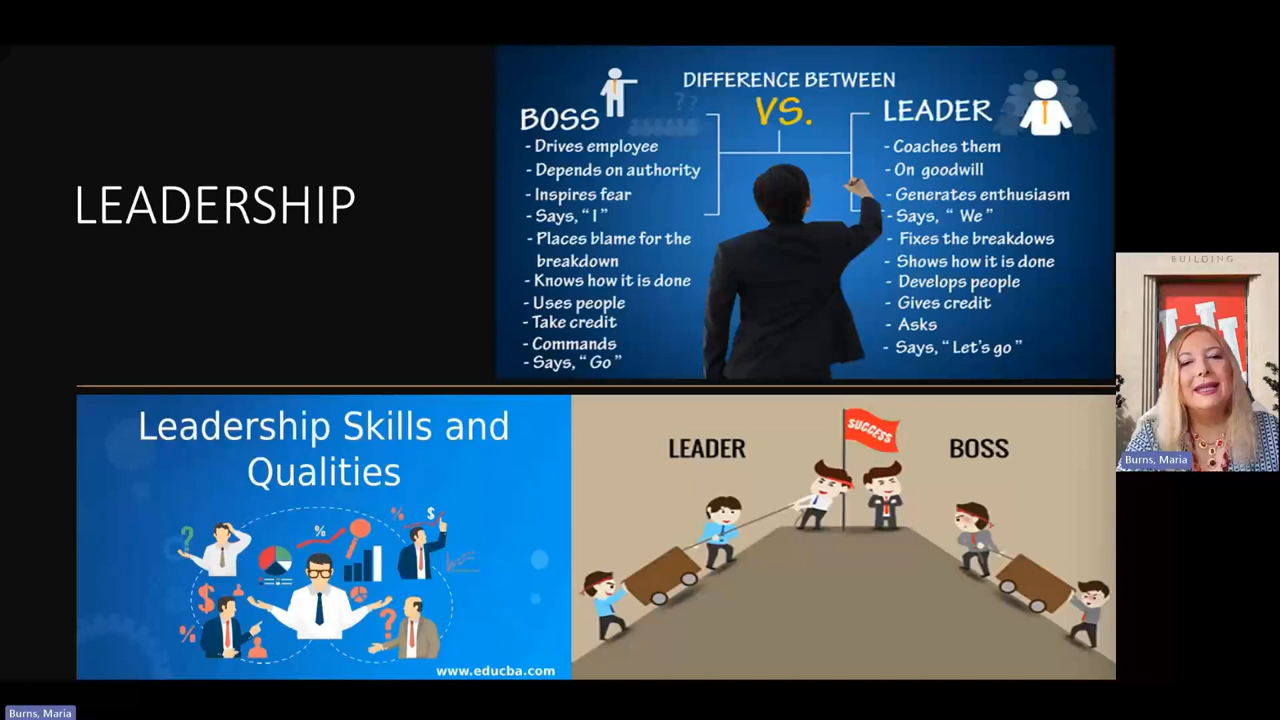 LEADERSHIP
DIFFERENCE BETWEEN
VS.
BOSS
- Drives employee
- Depends on authority
- Inspires fear
- Says, “I”
- Places blame for the
breakdown
- Knows how it is done
- Uses people
- Take credit
- Commands
- Says, “Go”
??
LEADER
- Coaches them
- On goodwill
- Generates enthusiasm
- Says, “We”
- Fixes the breakdows
- Shows how it is done
- Develops people
- Gives credit
- Asks
- Says, “Let's go”
BUILDING
Burns, Maria
Leadership Skills and
Qualities
?
%
%
$
$
%
?
www.educba.com
LEADER
SUCCESS
BOSS
Burns, Maria